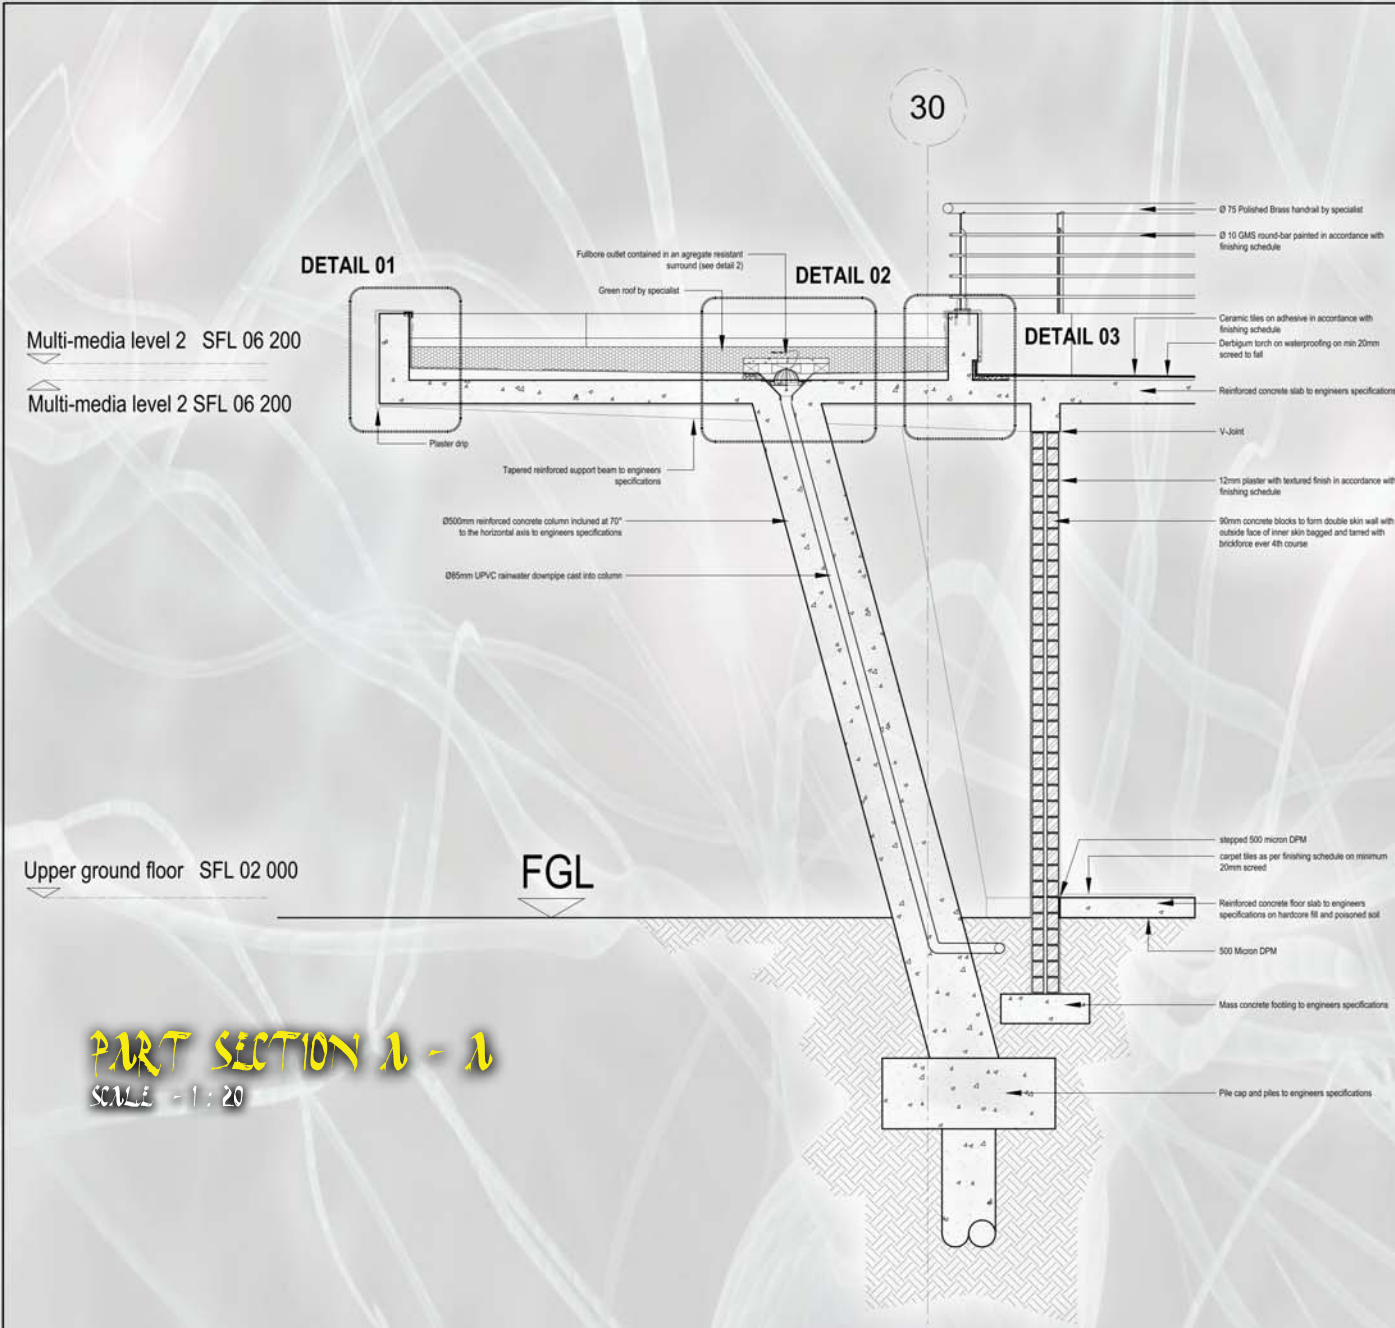 30
Ø 75 Polished Brass handrail by specialist
Ø 10 GMS round-bar painted in accordance with
finishing schedule
DETAIL 01
Fullbore outlet contained in an agregate resistant
surround (see detail 2)
DETAIL 02
Green roof by specialist
Multi-media level 2 SFL 06 200
DETAIL 03
Ceramic tiles on adhesive in accordance with
finishing schedule
Derbigum torch on waterproofing on min 20mm
screed to fall
Multi-media level 2 SFL 06 200
Reinforced concrete slab to engineers specifications
Plaster drip
V-Joint
Tapered reinforced support beam to engineers
specifications
12mm plaster with textured finish in accordance with
finishing schedule
Ø500mm reinforced concrete column inclined at 70°
to the horizontal axis to engineers specifications
90mm concrete blocks to form double skin wall with
outside face of inner skin bagged and tarred with
brickforce ever 4th course
Ø85mm UPVC rainwater downpipe cast into column
stepped 500 micron DPM
carpet tiles as per finishing schedule on minimum
20mm screed
Upper ground floor SFL 02 000
FGL
Reinforced concrete floor slab to engineers
specifications on hardcore fill and poisoned soil
500 Micron DPM
Mass concrete footing to engineers specifications
PART SECTION A - A
SCALE - 1 : 20
Pile cap and piles to engineers specifications